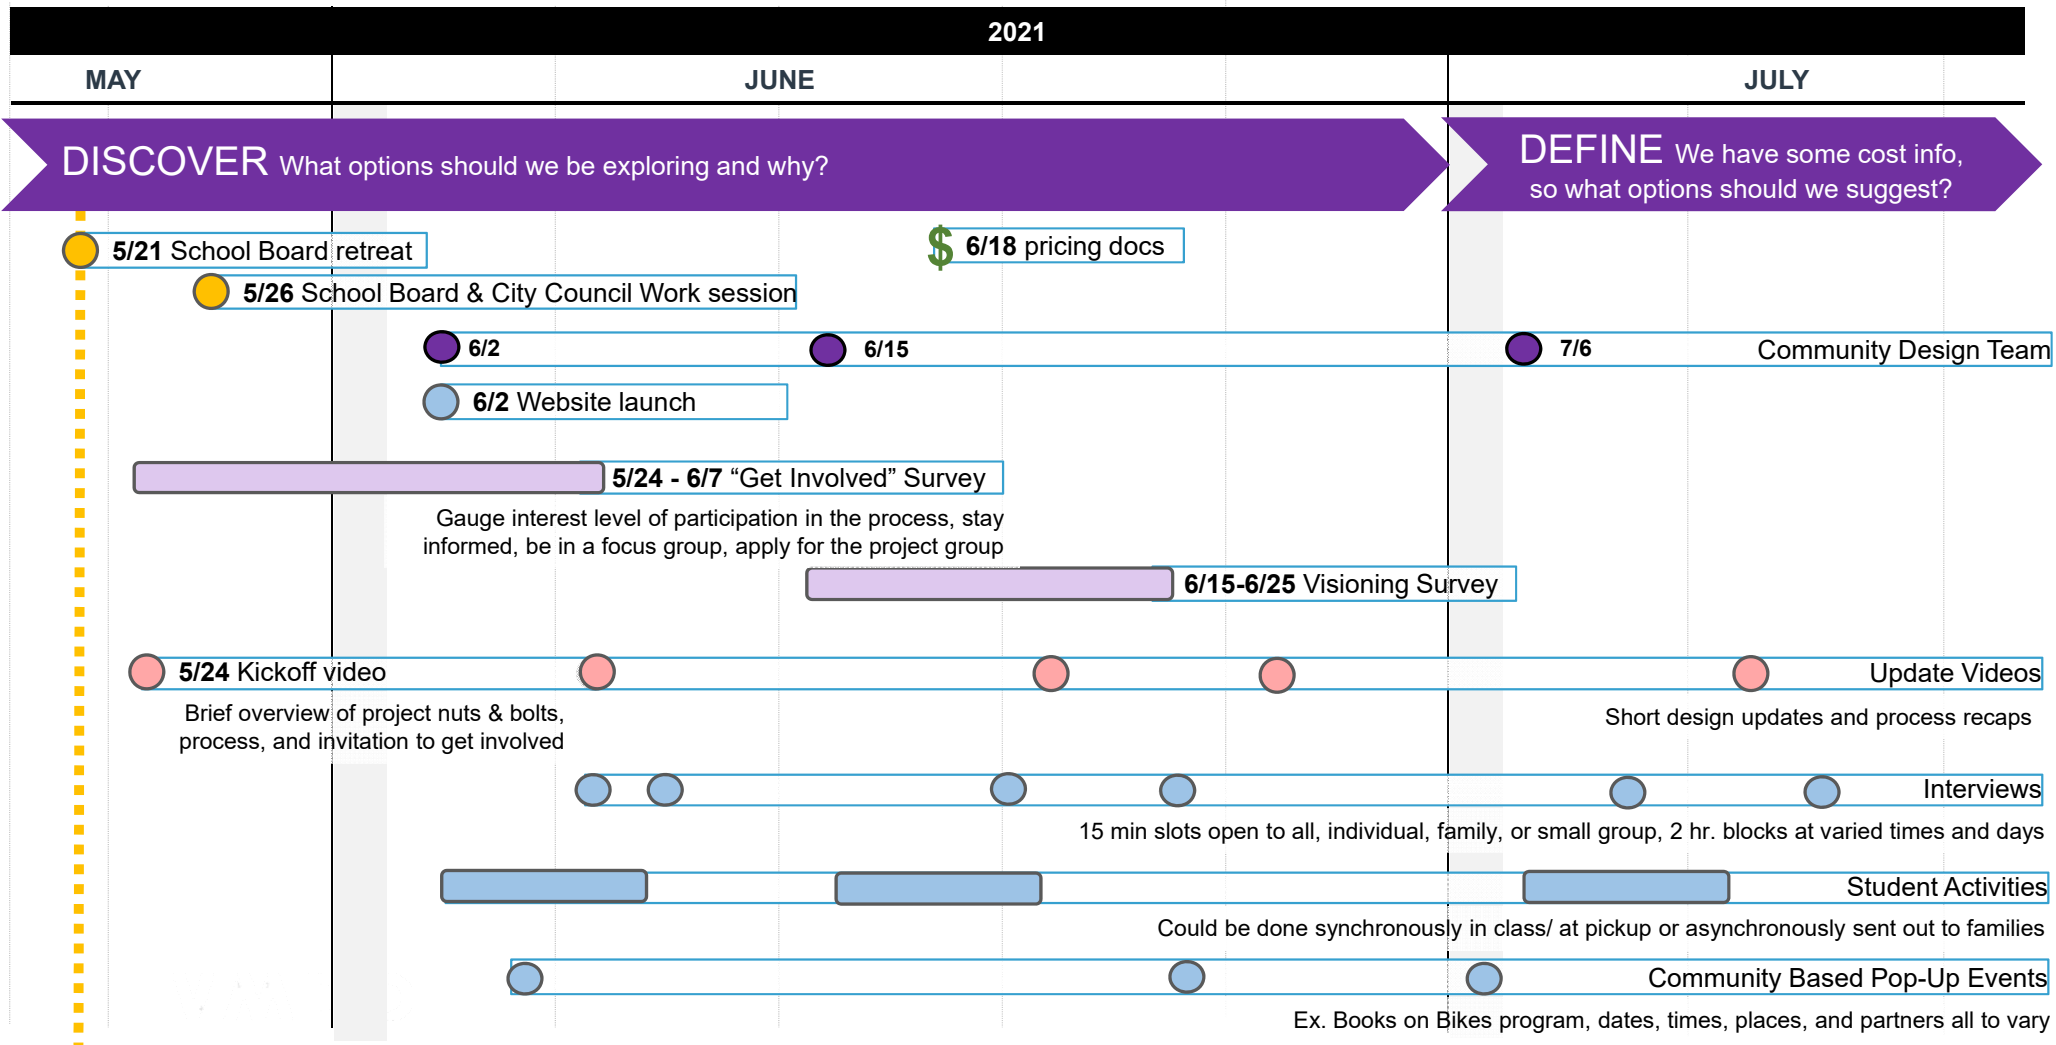 2021
MAY
JUNE
JULY
DISCOVER What options should we be exploring and why?
DEFINE We have some cost info,
so what options should we suggest?
5/21 School Board retreat
$ 6/18 pricing docs
5/26 School Board & City Council Work session
6/2
6/15
7/6
Community Design Team
6/2 Website launch
5/24 - 6/7 “Get Involved” Survey
Gauge interest level of participation in the process, stay
informed, be in a focus group, apply for the project group
6/15-6/25 Visioning Survey
5/24 Kickoff video
Update Videos
Brief overview of project nuts & bolts,
process, and invitation to get involved
Short design updates and process recaps
Interviews
15 min slots open to all, individual, family, or small group, 2 hr. blocks at varied times and days
Student Activities
Could be done synchronously in class/ at pickup or asynchronously sent out to families
Community Based Pop-Up Events
Ex. Books on Bikes program, dates, times, places, and partners all to vary